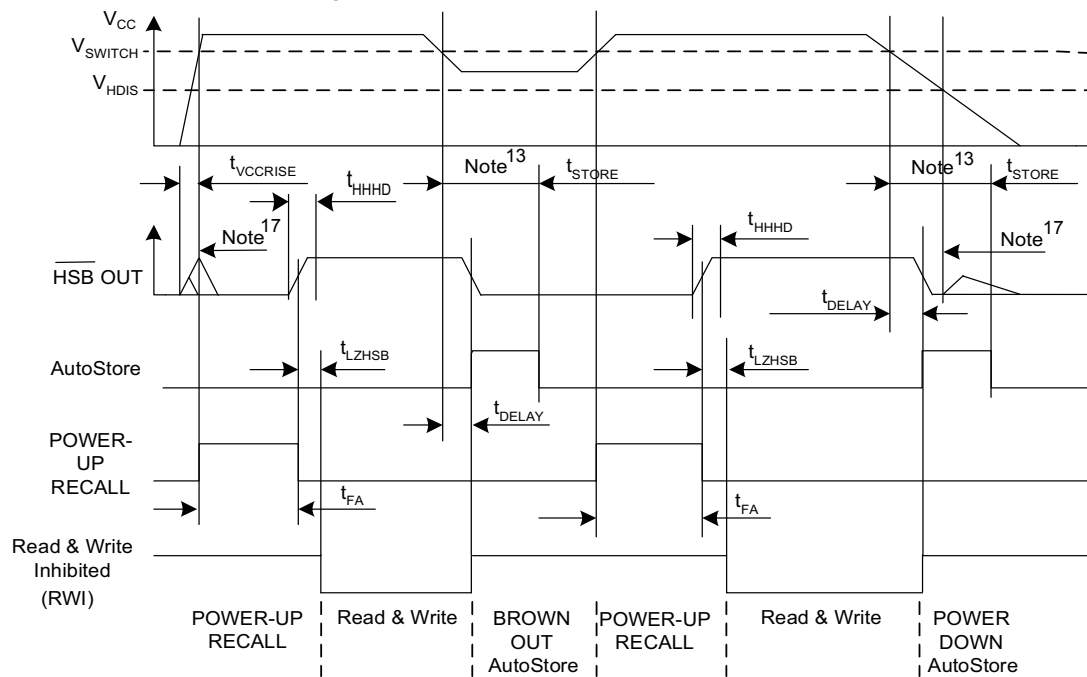 VCC
VSWITCH
VHDIS
tVCCRISE
tHHHD
Note13
tSTORE
Note13
tSTORE
Note17
tHHHD
Note17
HSB OUT
tDELAY
tLZHSB
tLZHSB
AutoStore
tDELAY
POWER-
UP
RECALL
tFA
tFA
Read & Write
Inhibited
(RWI)
POWER-UP
RECALL
Read & Write
BROWN
OUT
AutoStore
POWER-UP
RECALL
Read & Write
POWER
DOWN
AutoStore